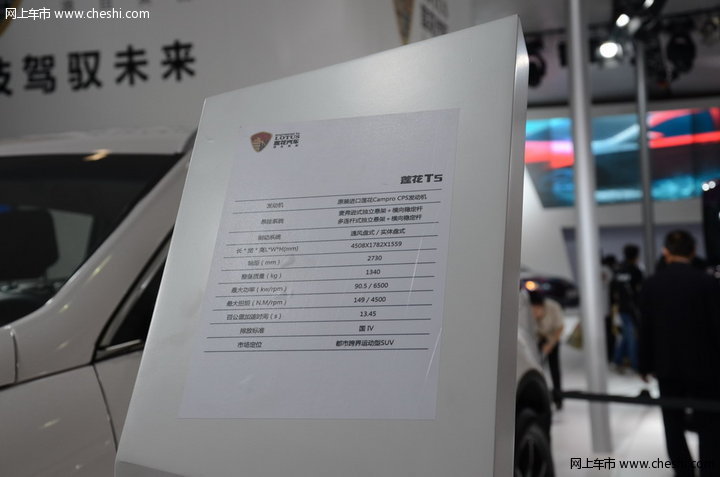 网上车市 www.cheshi.com
技驾驭未来
LOTUS
莲花汽车
莲花T5
发动机 原装进口莲花Campro CPS发动机
悬挂系统 麦弗逊式独立悬架+横向稳定杆
多连杆式独立悬架+横向稳定杆
制动系统 通风盘式 / 实体盘式
长*宽*高L*W*H(mm) 4508X1782X1559
轴距 (mm) 2730
整备质量 (kg) 1340
最大功率 (kw/rpm) 90.5 / 6500
最大扭矩 (N.M/rpm) 149 / 4500
百公里加速时间 (s) 13.45
排放标准 国 IV
市场定位 都市跨界运动型SUV
网上车市 www.cheshi.com